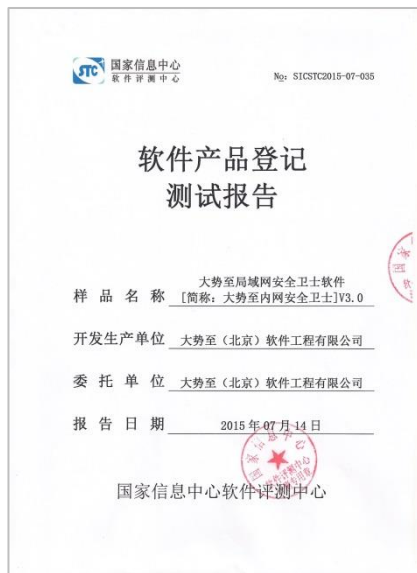 STC
国家信息中心
软件评测中心
No: SICSTC2015-07-035
软件产品登记
测试报告
大势至局域网安全卫士软件
样品名称 [简称:大势至内网安全卫士]V3.0
开发生产单位 大势至(北京)软件工程有限公司
委托单位 大势至(北京)软件工程有限公司
报告日期 2015年07月14日
国家信息中心软件评测中心